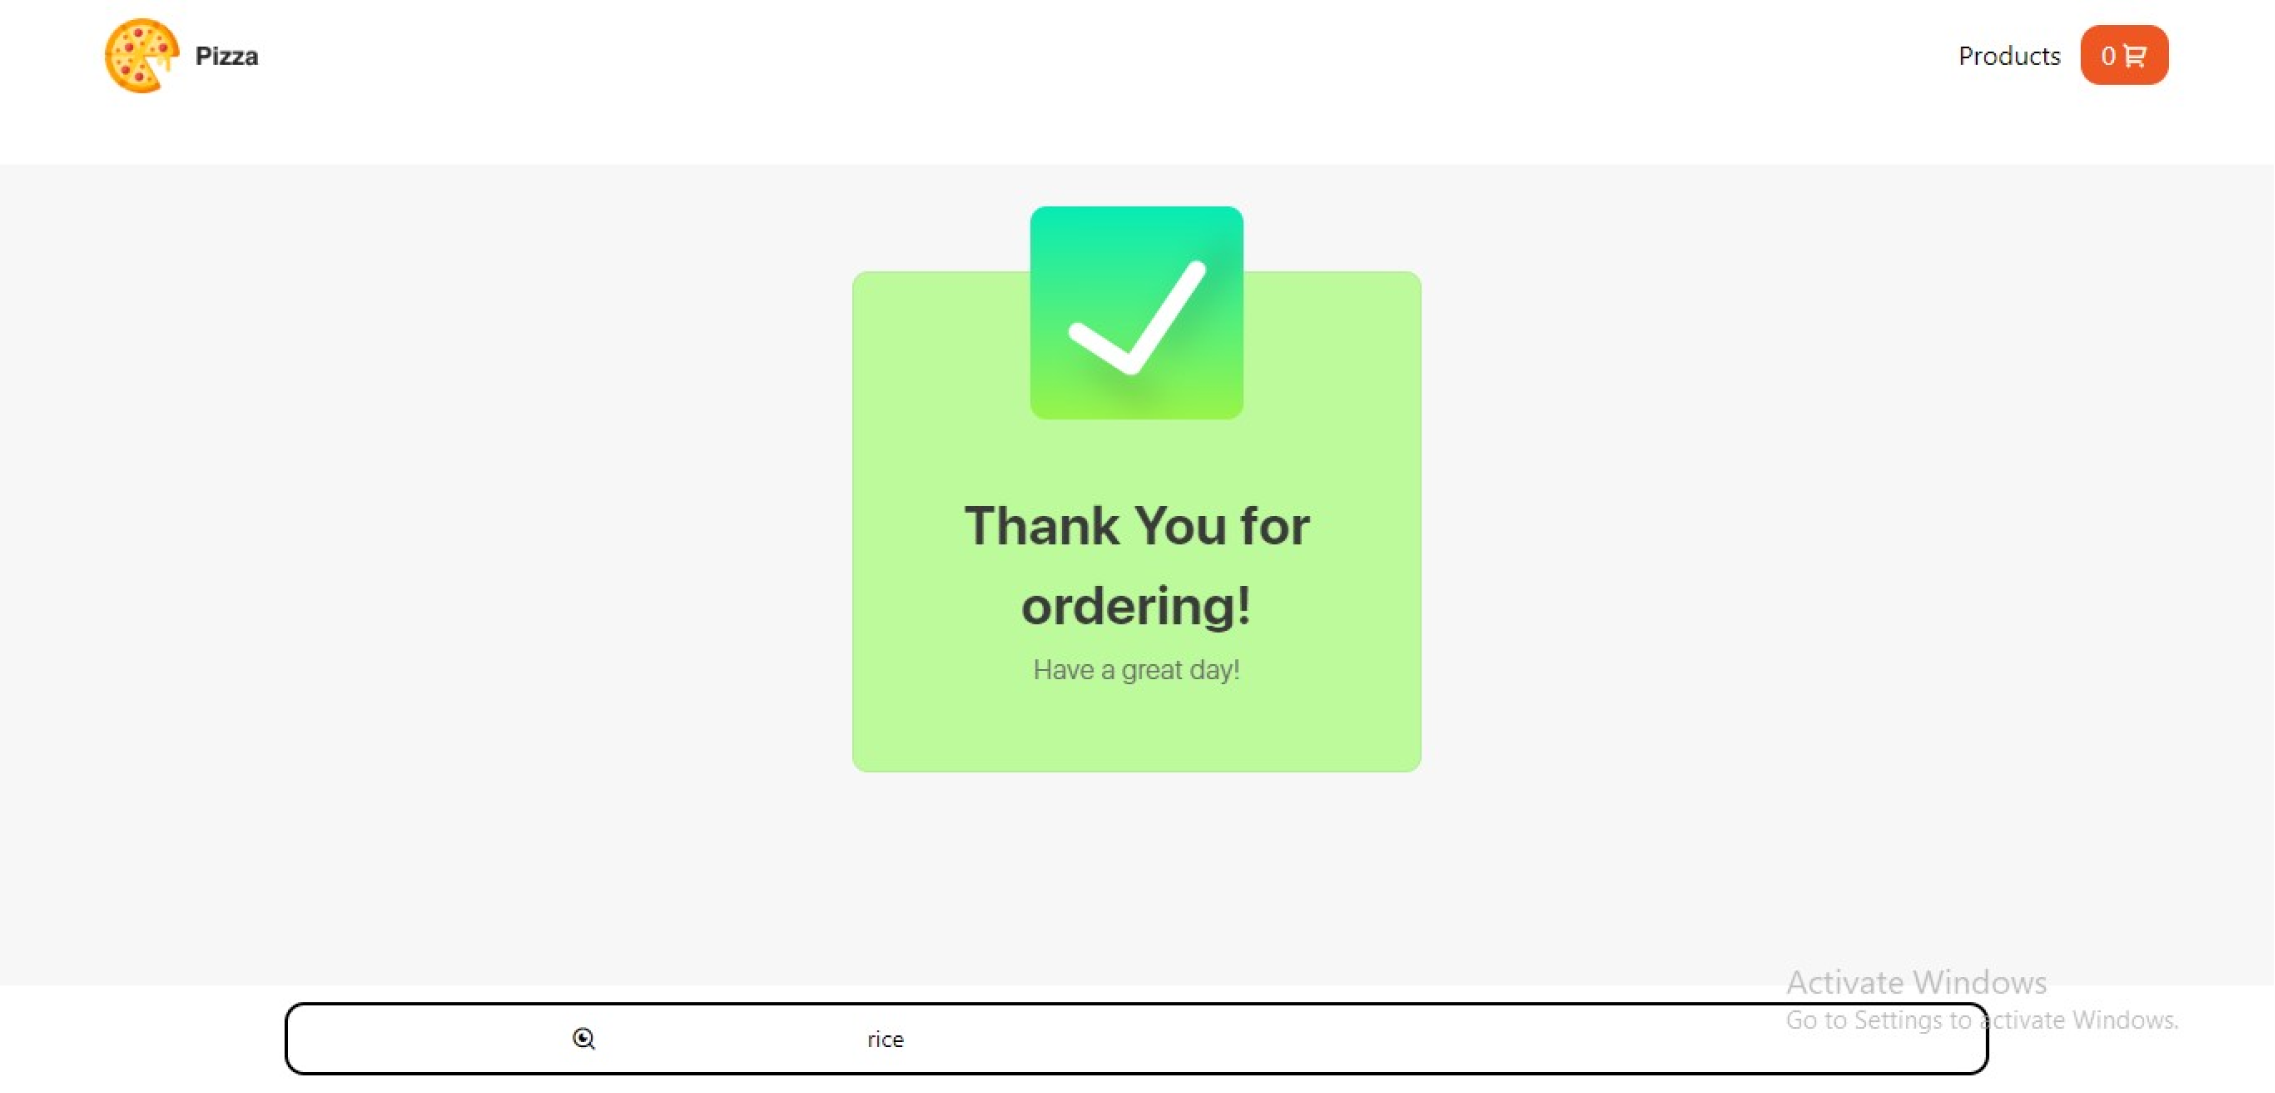 Pizza
Products
0
Thank You for
ordering!
Have a great day!
Activate Windows
Go to Settings to activate Windows.
rice